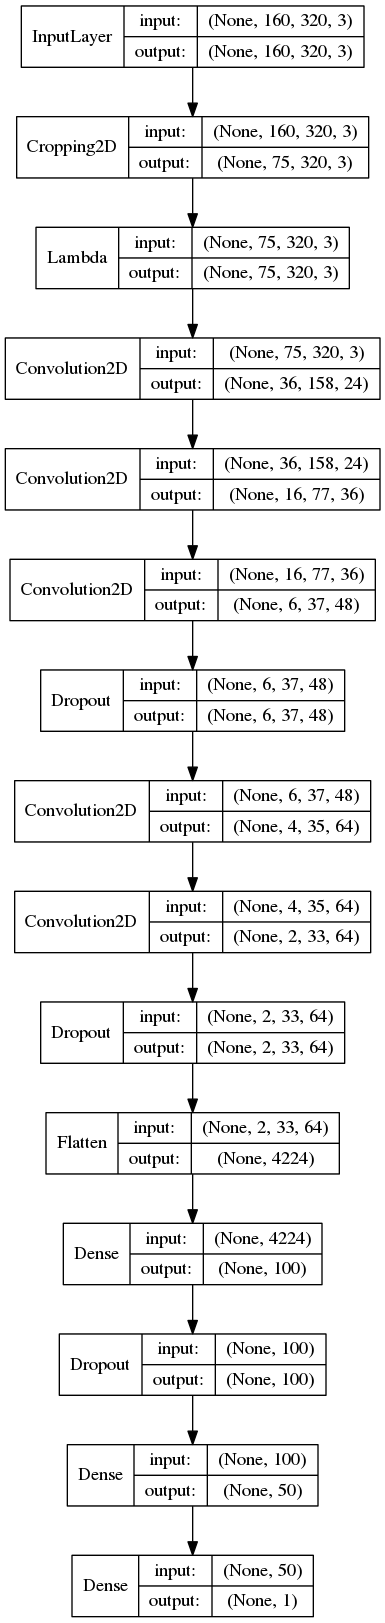 InputLayer
input:
(None, 160, 320, 3)
output:
(None, 160, 320, 3)
Cropping2D
input:
(None, 160, 320, 3)
output:
(None, 75, 320, 3)
Lambda
input:
(None, 75, 320, 3)
output:
(None, 75, 320, 3)
Convolution2D
input:
(None, 75, 320, 3)
output:
(None, 36, 158, 24)
Convolution2D
input:
(None, 36, 158, 24)
output:
(None, 16, 77, 36)
Convolution2D
input:
(None, 16, 77, 36)
output:
(None, 6, 37, 48)
Dropout
input:
(None, 6, 37, 48)
output:
(None, 6, 37, 48)
Convolution2D
input:
(None, 6, 37, 48)
output:
(None, 4, 35, 64)
Convolution2D
input:
(None, 4, 35, 64)
output:
(None, 2, 33, 64)
Dropout
input:
(None, 2, 33, 64)
output:
(None, 2, 33, 64)
Flatten
input:
(None, 2, 33, 64)
output:
(None, 4224)
Dense
input:
(None, 4224)
output:
(None, 100)
Dropout
input:
(None, 100)
output:
(None, 100)
Dense
input:
(None, 100)
output:
(None, 50)
Dense
input:
(None, 50)
output:
(None, 1)